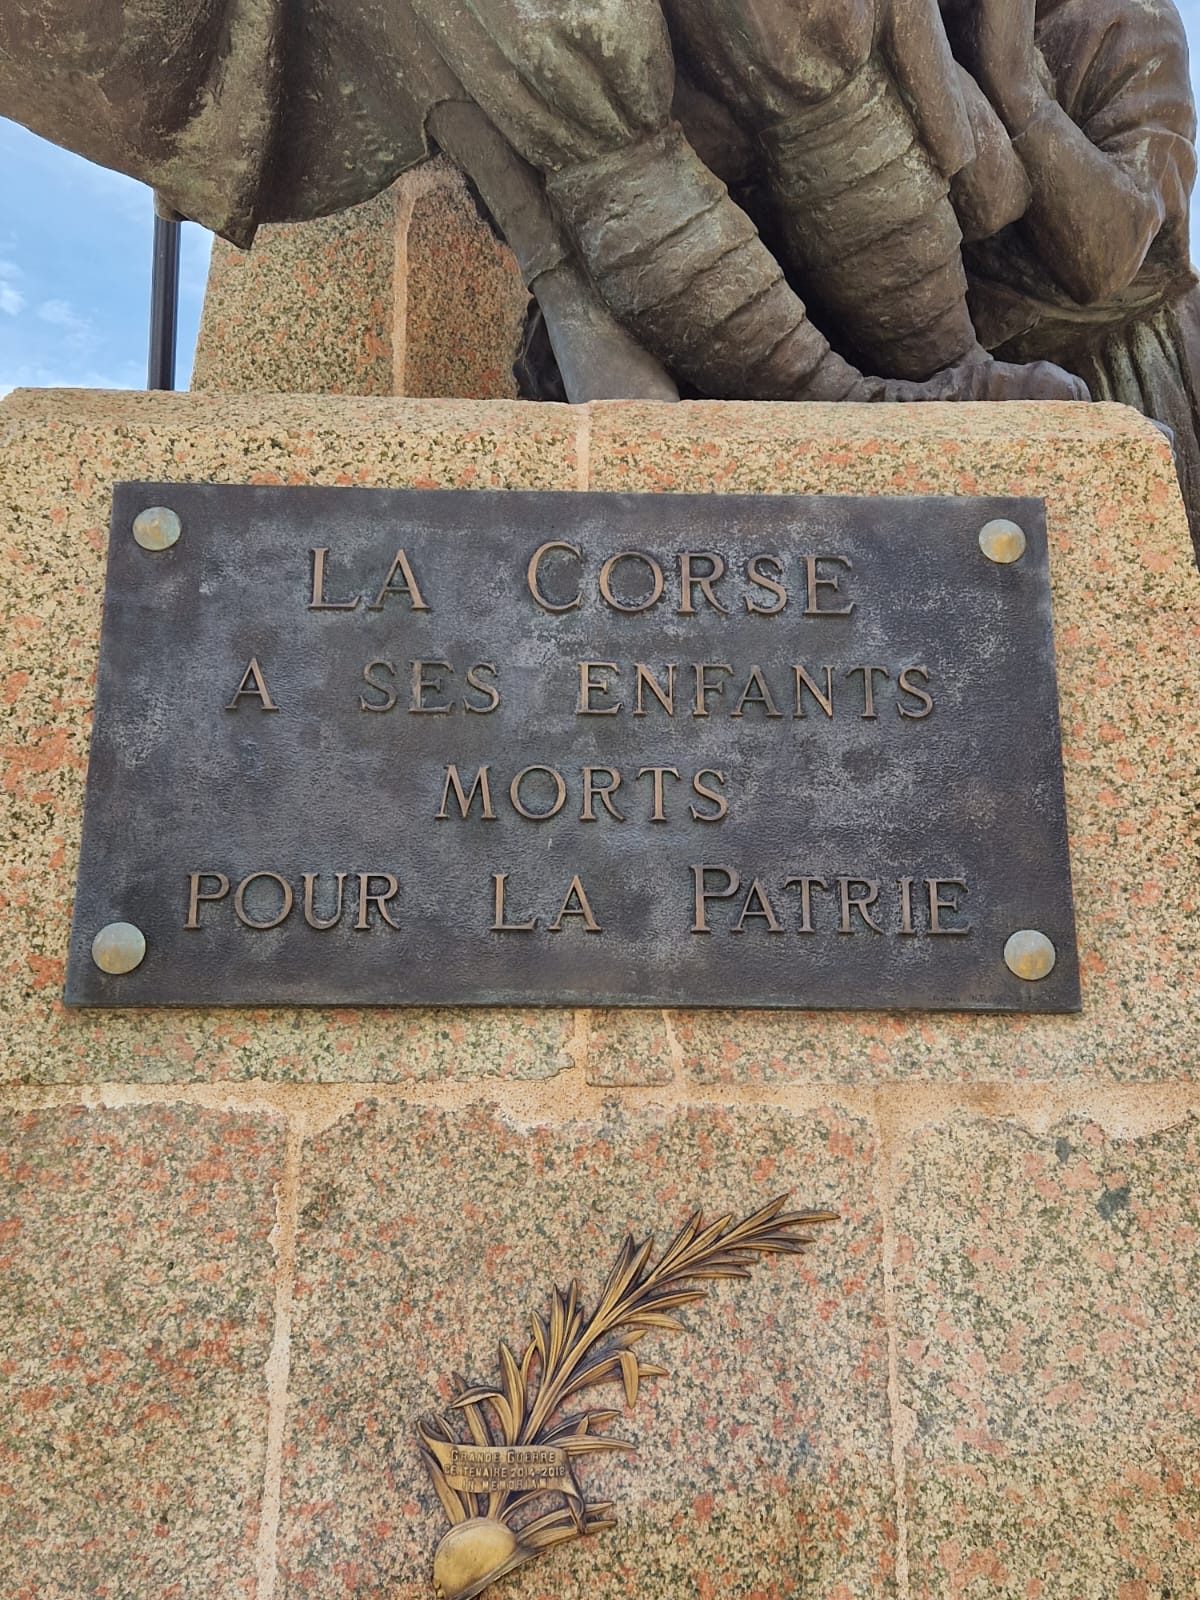 LA CORSE
A SES ENFANTS
MORTS
POUR LA PATRIE
GRANDE GUERRE
CENTENAIRE 2014-2018
IN MEMORIAM